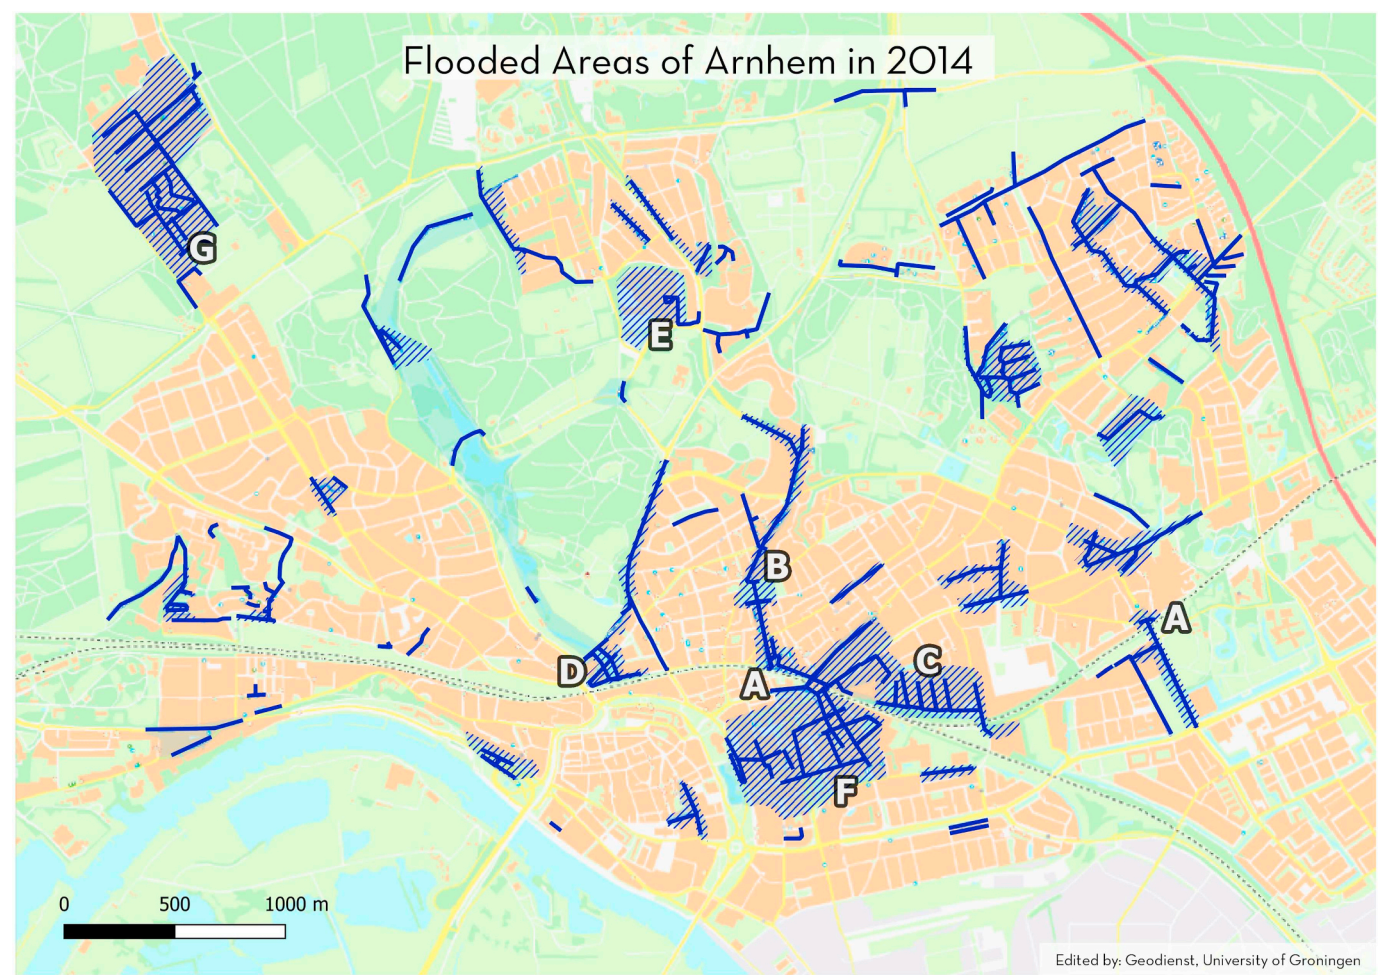 Flooded Areas of Arnhem in 2014
G
E
B
A
C
D
A
F
0 500 1000 m
Edited by: Geodienst, University of Groningen